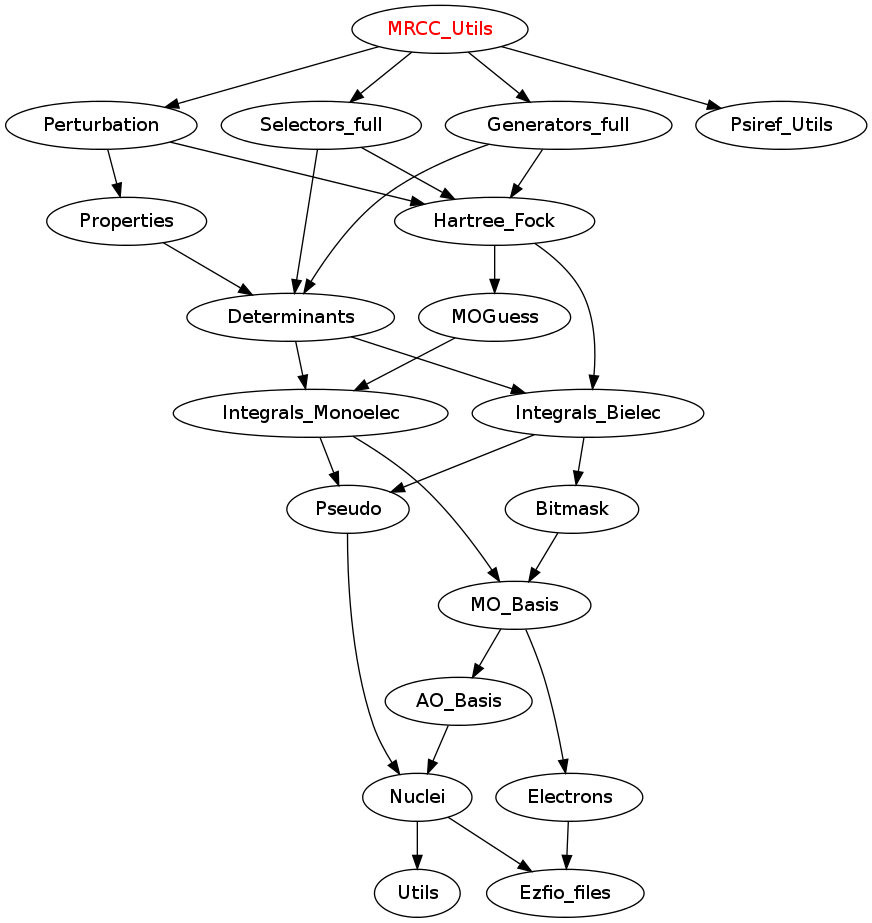 MRCC_Utils
Perturbation
Selectors_full
Generators_full
Psiref_Utils
Properties
Hartree_Fock
Determinants
MOGuess
Integrals_Monoelec
Integrals_Bielec
Pseudo
Bitmask
MO_Basis
AO_Basis
Nuclei
Electrons
Utils
Ezfio_files